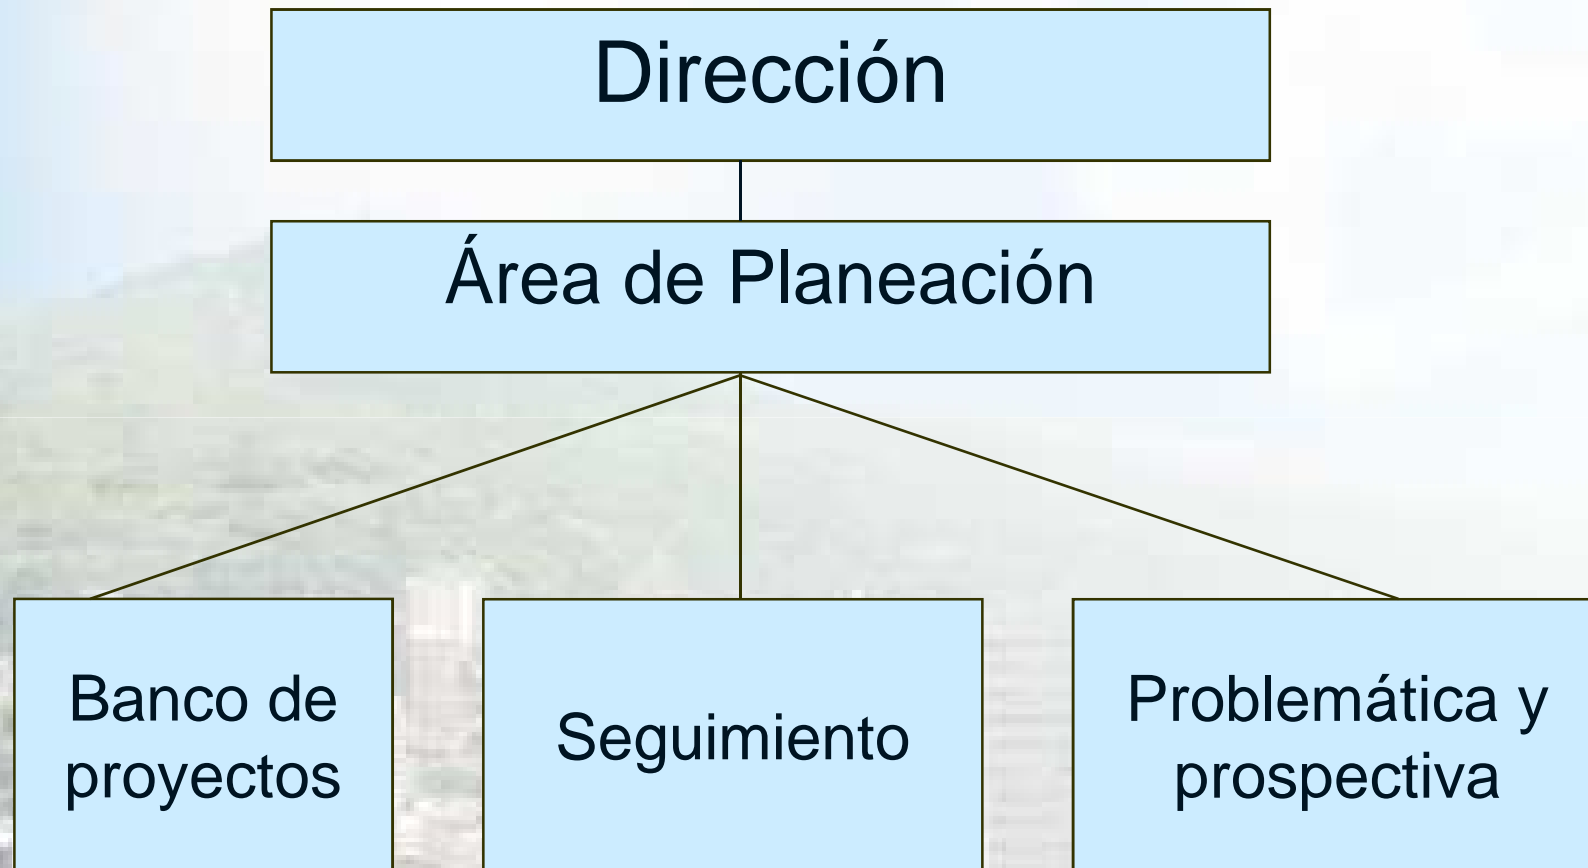 Dirección
Área de Planeación
Banco de
proyectos
Seguimiento
Problemática y
prospectiva